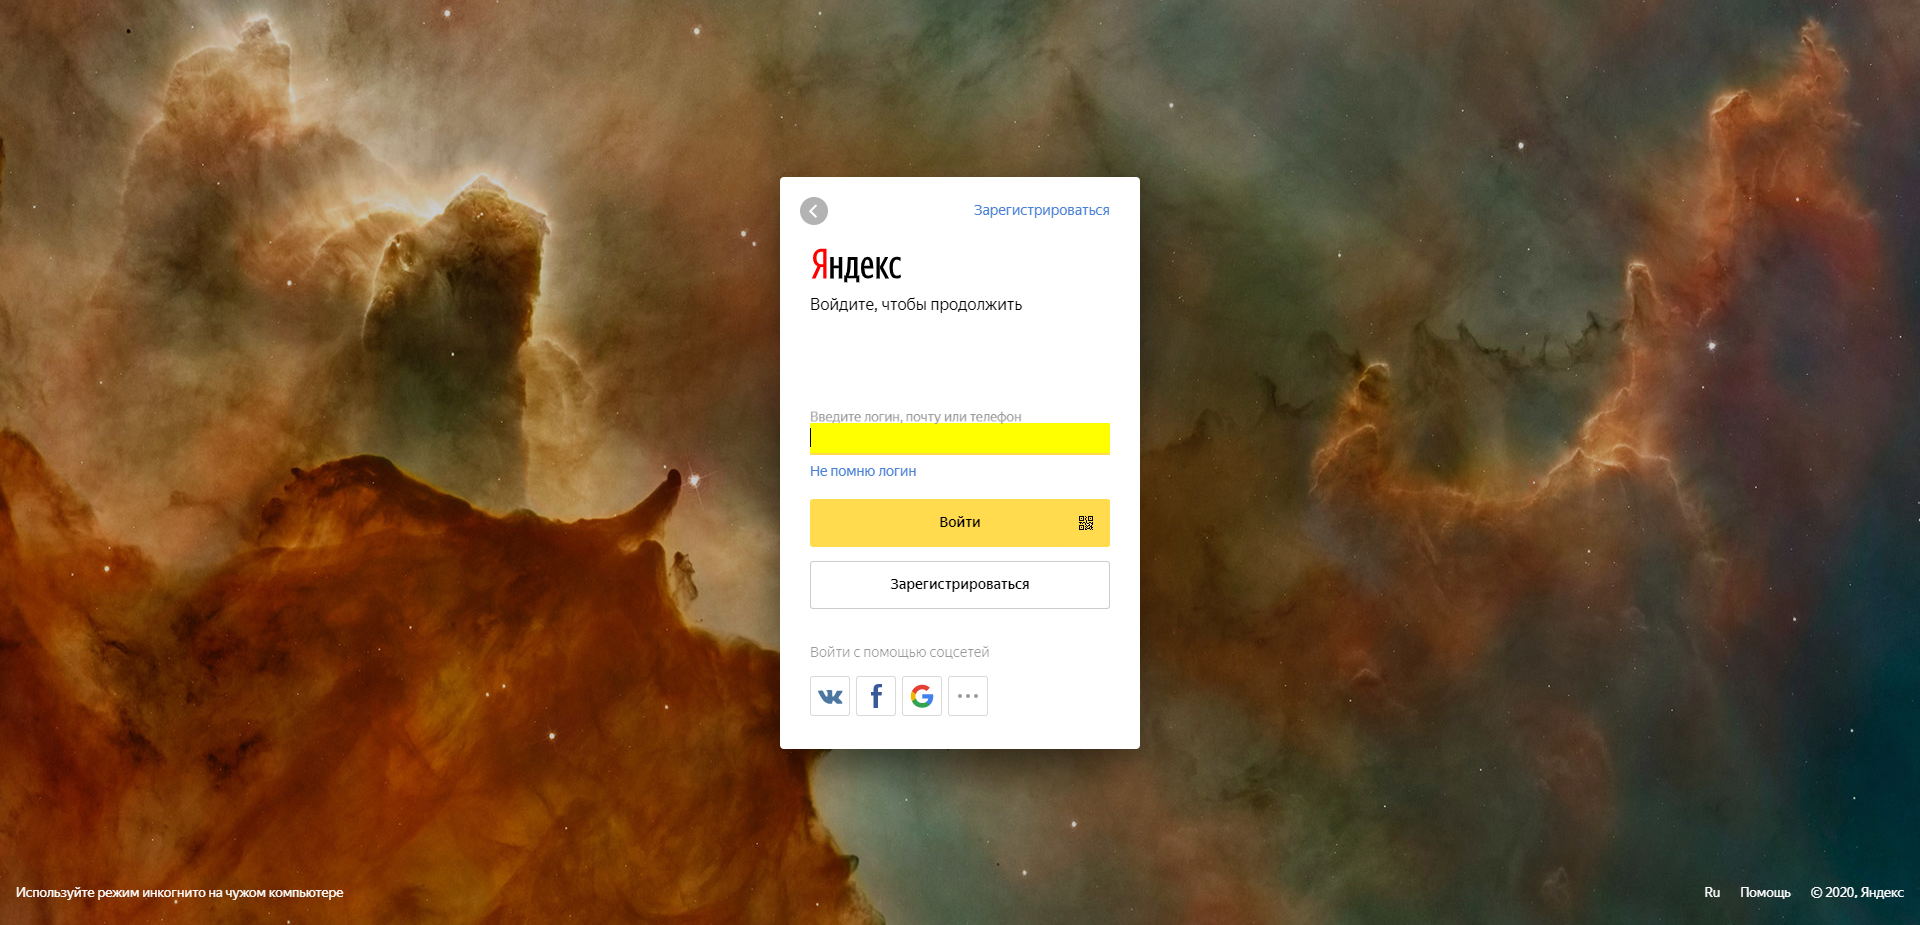 Зарегистрироваться
Яндекс
Войдите, чтобы продолжить
Введите логин, почту или телефон
Не помню логин
Войти
Зарегистрироваться
Войти с помощью соцсетей
Используйте режим инкогнито на чужом компьютере
Ru Помощь © 2020, Яндекс